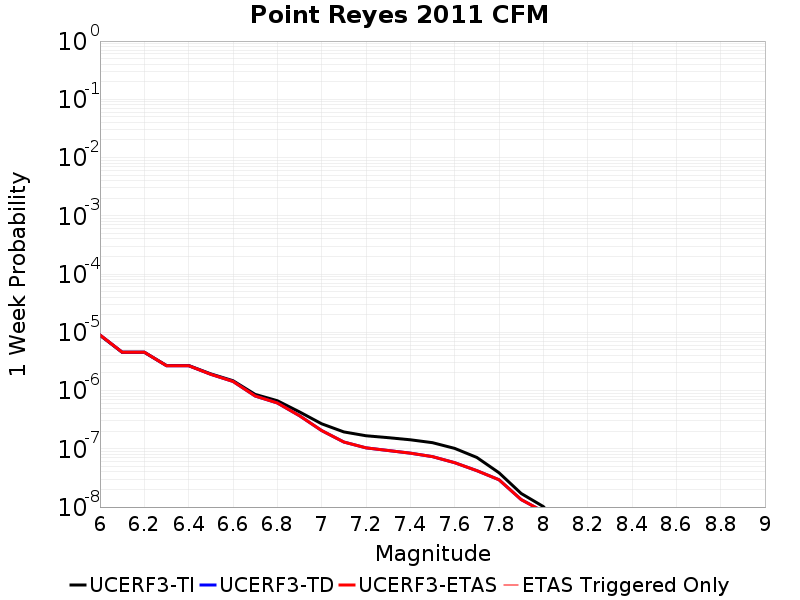 Point Reyes 2011 CFM
1 Week Probability
10^0
10^-1
10^-2
10^-3
10^-4
10^-5
10^-6
10^-7
10^-8
6 6.2 6.4 6.6 6.8 7 7.2 7.4 7.6 7.8 8 8.2 8.4 8.6 8.8 9
Magnitude
UCERF3-TI UCERF3-TD UCERF3-ETAS ETAS Triggered Only